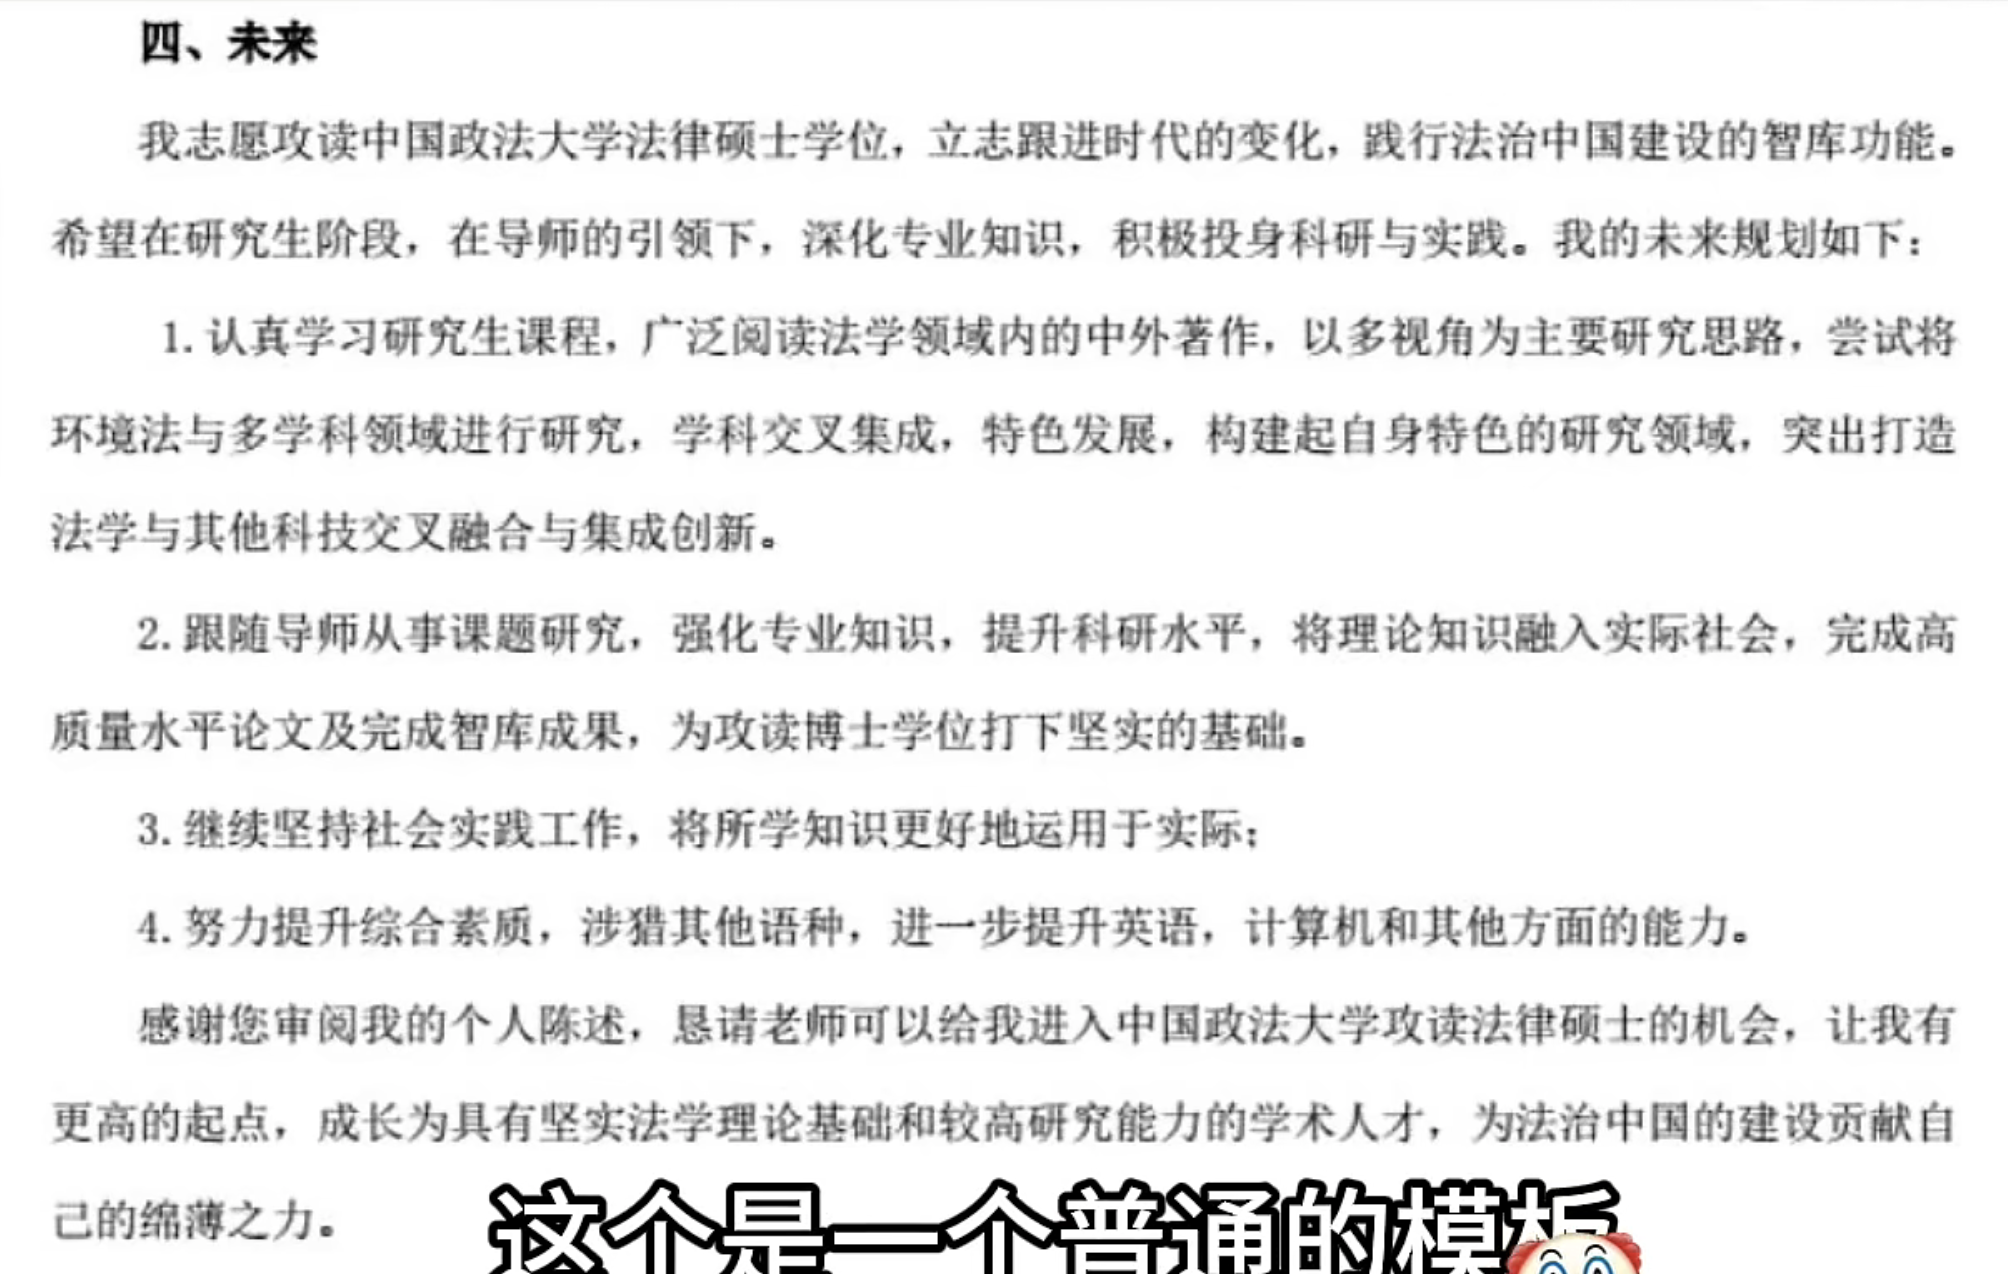 四、未来
我志愿攻读中国政法大学法律硕士学位，立志跟进时代的变化，践行法治中国建设的智库功能。
希望在研究生阶段，在导师的引领下，深化专业知识，积极投身科研与实践。我的未来规划如下：
1.认真学习研究生课程，广泛阅读法学领域内的中外著作，以多视角为主要研究思路，尝试将
环境法与多学科领域进行研究，学科交叉集成，特色发展，构建起自身特色的研究领域，突出打造
法学与其他科技交叉融合与集成创新。
2.跟随导师从事课题研究，强化专业知识，提升科研水平，将理论知识融入实际社会，完成高
质量水平论文及完成智库成果，为攻读博士学位打下坚实的基础。
3.继续坚持社会实践工作，将所学知识更好地运用于实际；
4.努力提升综合素质，涉猎其他语种，进一步提升英语，计算机和其他方面的能力。
感谢您审阅我的个人陈述，恳请老师可以给我进入中国政法大学攻读法律硕士的机会，让我有
更高的起点，成长为具有坚实法学理论基础和较高研究能力的学术人才，为法治中国的建设贡献自
己的绵薄之力。
这个是一个普通的模板